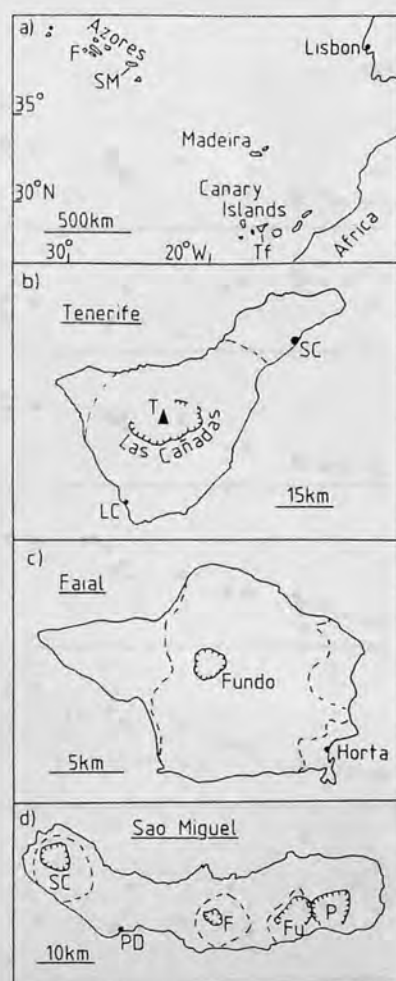 a)
Azores
F
SM
Lisbon
35°
Madeira
30°N
Canary
Islands
500km
Tf
Africa
30°
20°W
b)
Tenerife
SC
T
Las Cañadas
LC
15km
c)
Faial
Fundo
5km
Horta
d)
Sao Miguel
SC
F
Fu
P
PD
10km